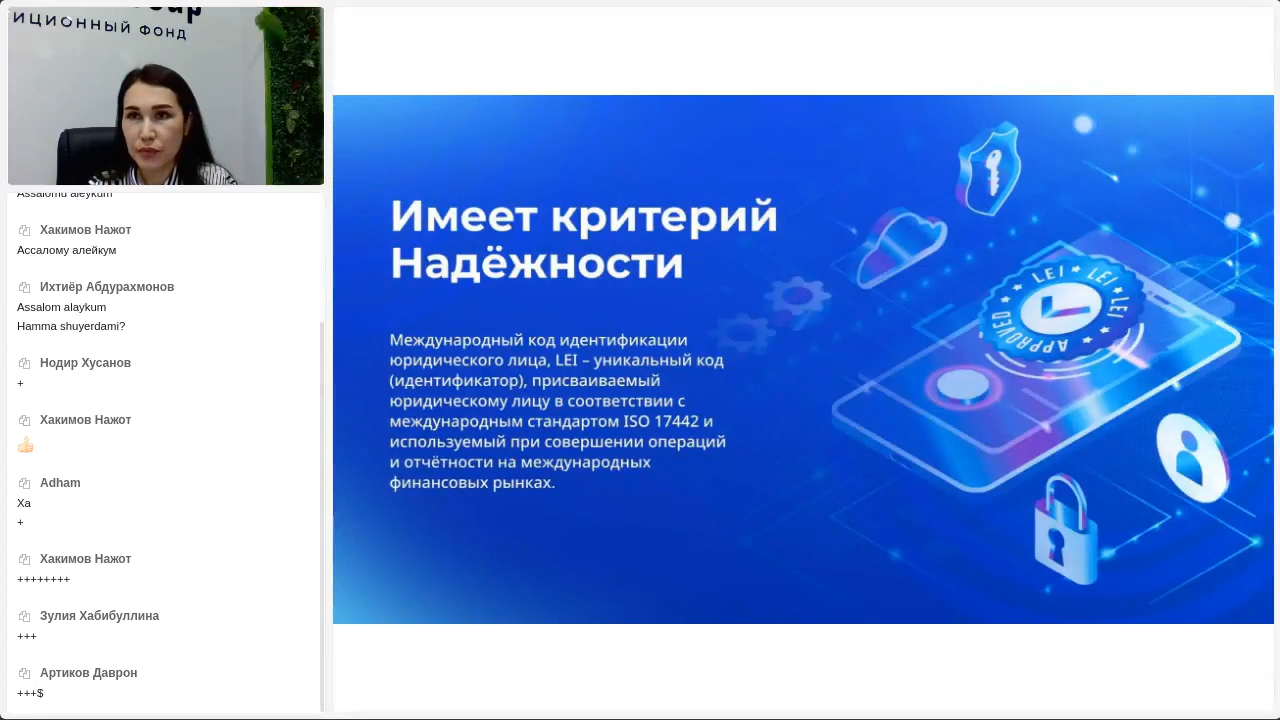 иционный фонд
Assalomu aleykum
Хакимов Нажот
Ассалому алейкум
Ихтиёр Абдурахмонов
Assalom alaykum
Hamma shuyerdami?
Нодир Хусанов
+
Хакимов Нажот
Adham
Xa
+
Хакимов Нажот
++++++++
Зулия Хабибуллина
+++
Артиков Даврон
+++$
Имеет критерий
Надёжности
Международный код идентификации
юридического лица, LEI – уникальный код
(идентификатор), присваиваемый
юридическому лицу в соответствии с
международным стандартом ISO 17442 и
используемый при совершении операций
и отчётности на международных
финансовых рынках.
LEI ★ LEI ★ LEI
APPROVED